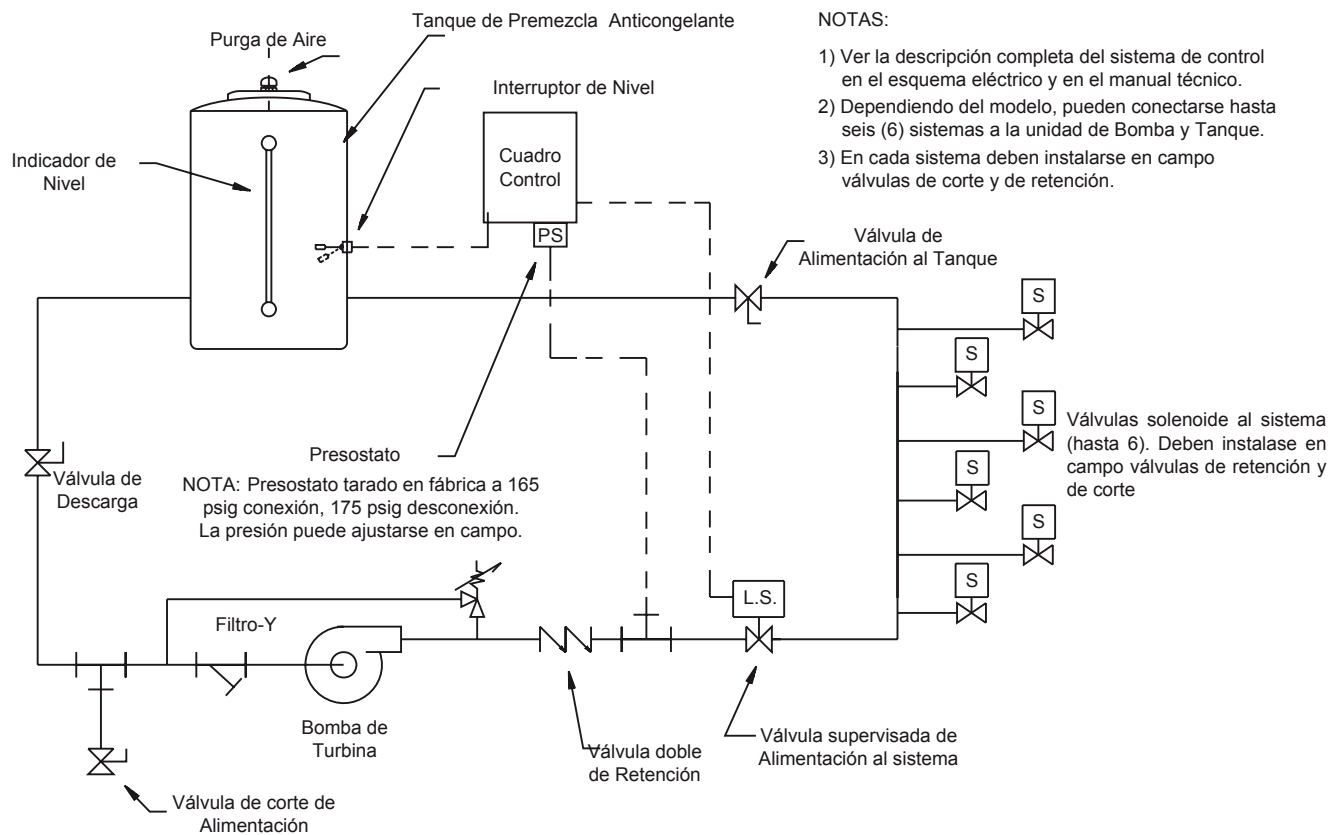 Tanque de Premezcla Anticongelante
Purga de Aire
Interruptor de Nivel
Indicador de
Nivel
Cuadro
Control
PS
NOTAS:
1) Ver la descripción completa del sistema de control
en el esquema eléctrico y en el manual técnico.
2) Dependiendo del modelo, pueden conectarse hasta
seis (6) sistemas a la unidad de Bomba y Tanque.
3) En cada sistema deben instalarse en campo
válvulas de corte y de retención.
Válvula de
Alimentación al Tanque
S
S
S
S
S
S
Válvulas solenoide al sistema
(hasta 6). Deben instalase en
campo válvulas de retención y
de corte
Válvula de
Descarga
Presostato
NOTA: Presostato tarado en fábrica a 165
psig conexión, 175 psig desconexión.
La presión puede ajustarse en campo.
L.S.
Filtro-Y
Bomba de
Turbina
Válvula doble
de Retención
Válvula supervisada de
Alimentación al sistema
Válvula de corte de
Alimentación